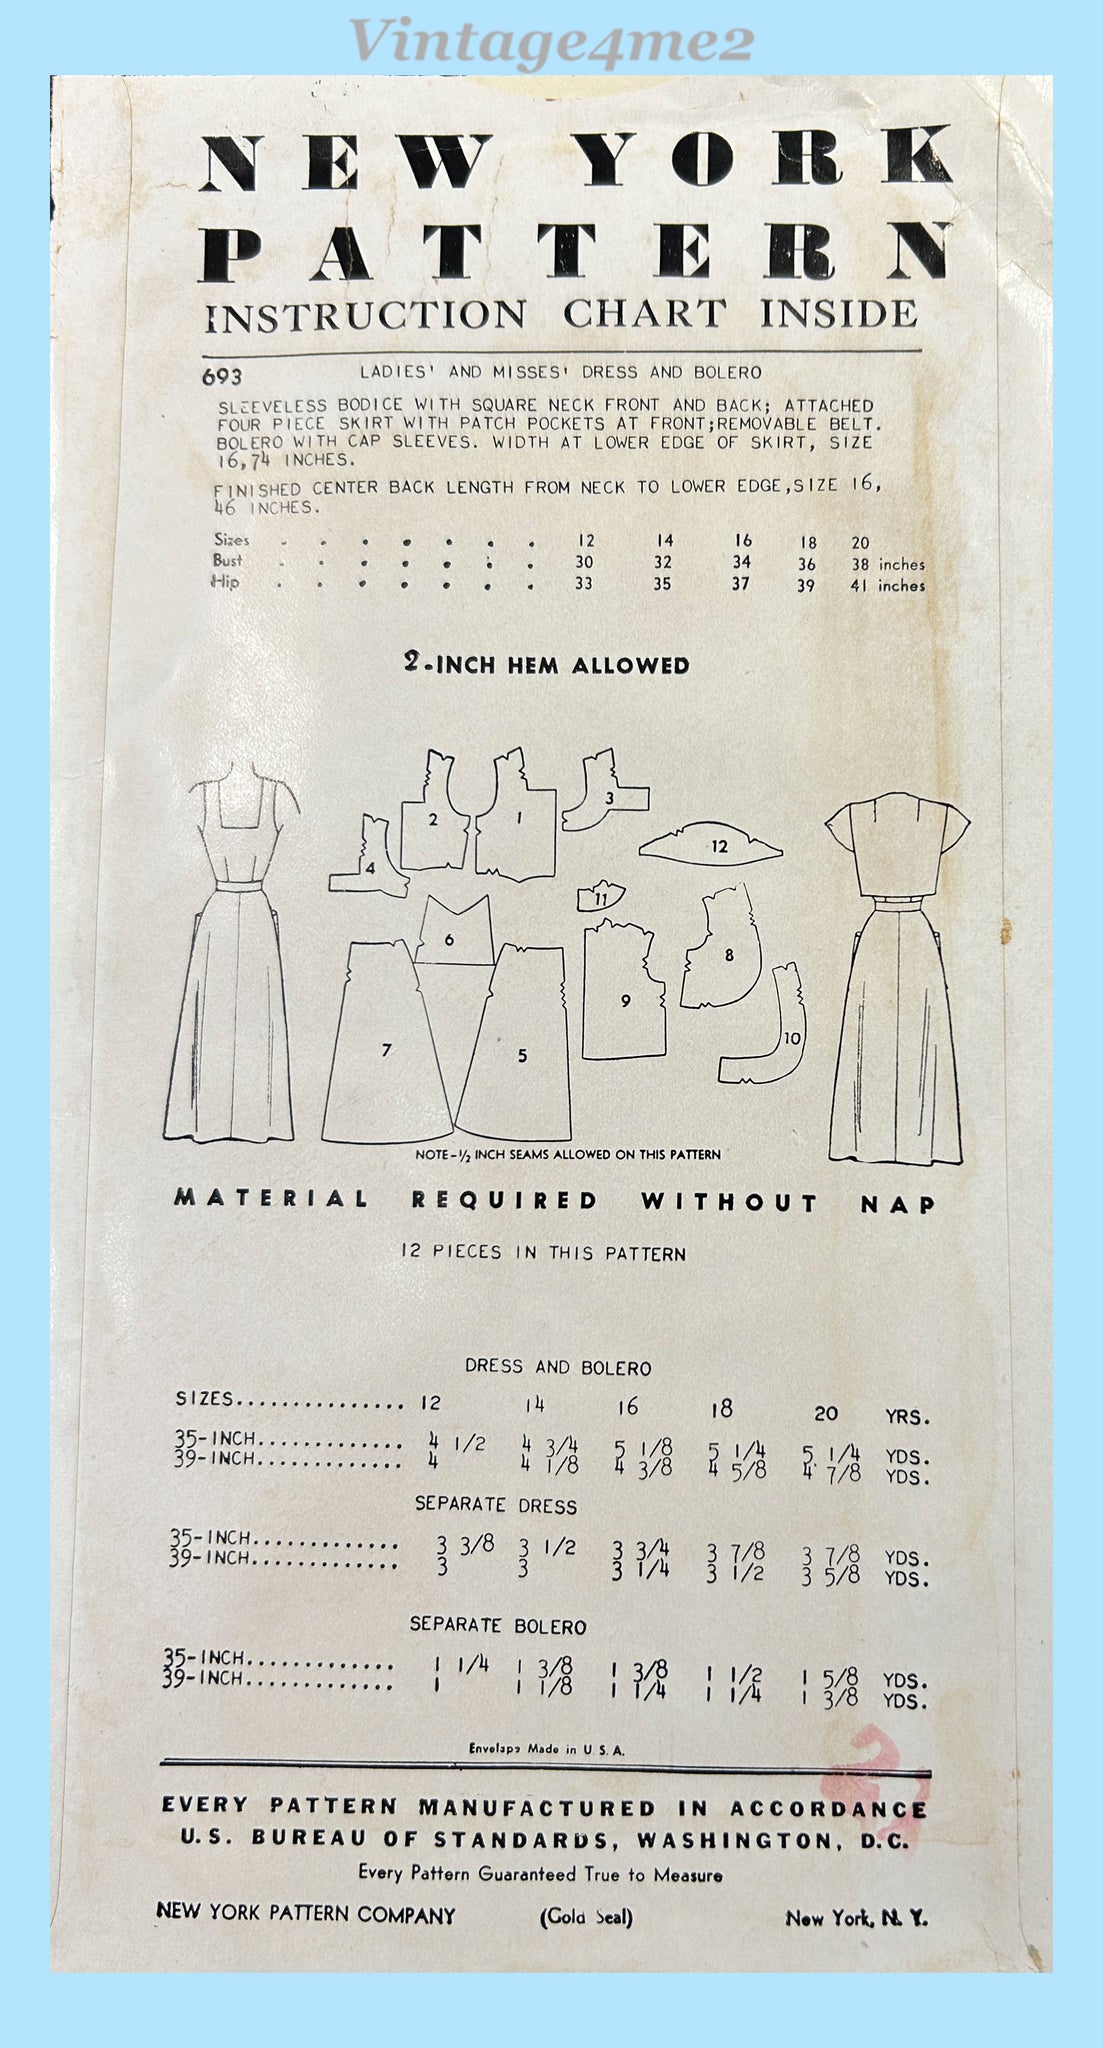 Vintage4me2
NEW YORK
PATTERN
INSTRUCTION CHART INSIDE
693 LADIES' AND MISSES' DRESS AND BOLERO
SLEEVELESS BODICE WITH SQUARE NECK FRONT AND BACK; ATTACHED
FOUR PIECE SKIRT WITH PATCH POCKETS AT FRONT;REMOVABLE BELT.
BOLERO WITH CAP SLEEVES. WIDTH AT LOWER EDGE OF SKIRT, SIZE
16,74 INCHES.
FINISHED CENTER BACK LENGTH FROM NECK TO LOWER EDGE,SIZE 16,
46 INCHES.
Sizes . . . . . . . 12 14 16 18 20
Bust . . . . . . . 30 32 34 36 38 inches
Hip . . . . . . . 33 35 37 39 41 inches
2-INCH HEM ALLOWED
2 1 3
4 12
11
6
8
9
7 5 10
NOTE-½ INCH SEAMS ALLOWED ON THIS PATTERN
MATERIAL REQUIRED WITHOUT NAP
12 PIECES IN THIS PATTERN
DRESS AND BOLERO
SIZES............... 12 14 16 18 20 YRS.
35-INCH............. 4 1/2 4 3/4 5 1/8 5 1/4 5 1/4 YDS.
39-INCH............. 4 4 1/8 4 3/8 4 5/8 4 7/8 YDS.
SEPARATE DRESS
35-INCH............. 3 3/8 3 1/2 3 3/4 3 7/8 3 7/8 YDS.
39-INCH............. 3 3 3 1/4 3 1/2 3 5/8 YDS.
SEPARATE BOLERO
35-INCH............. 1 1/4 1 3/8 1 3/8 1 1/2 1 5/8 YDS.
39-INCH............. 1 1 1/8 1 1/4 1 1/4 1 3/8 YDS.
Envelope Made in U. S. A.
EVERY PATTERN MANUFACTURED IN ACCORDANCE
U.S. BUREAU OF STANDARDS, WASHINGTON, D.C.
Every Pattern Guaranteed True to Measure
NEW YORK PATTERN COMPANY (Gold Seal) New York, N. Y.